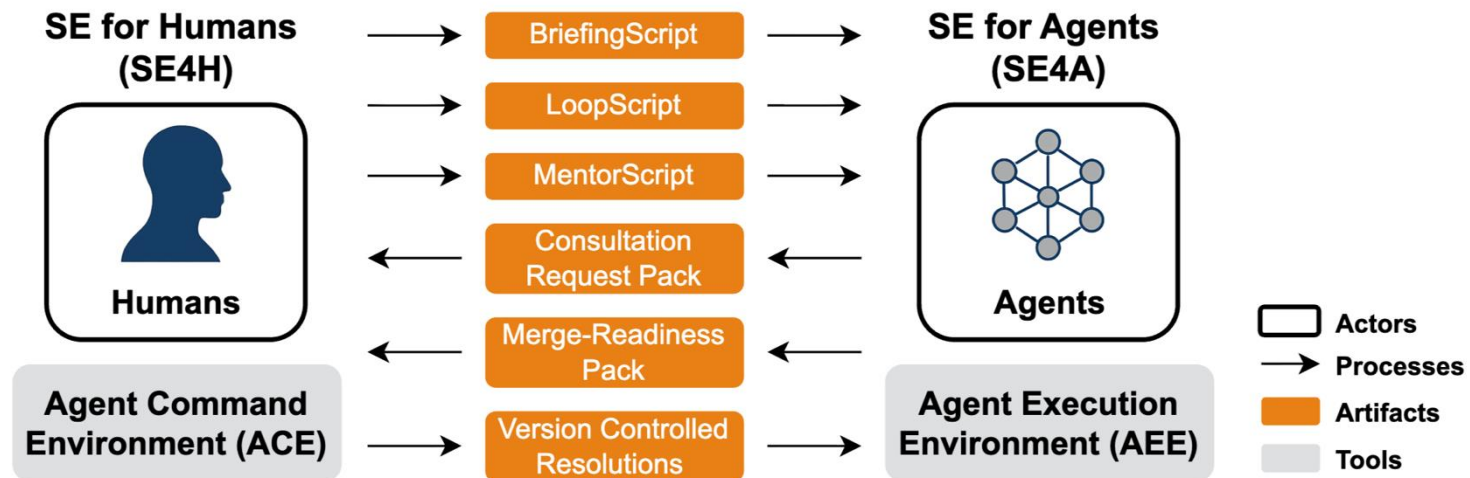 SE for Humans
(SE4H)
Humans
Agent Command
Environment (ACE)
BriefingScript
LoopScript
MentorScript
Consultation
Request Pack
Merge-Readiness
Pack
Version Controlled
Resolutions
SE for Agents
(SE4A)
Agents
Agent Execution
Environment (AEE)
Actors
Processes
Artifacts
Tools